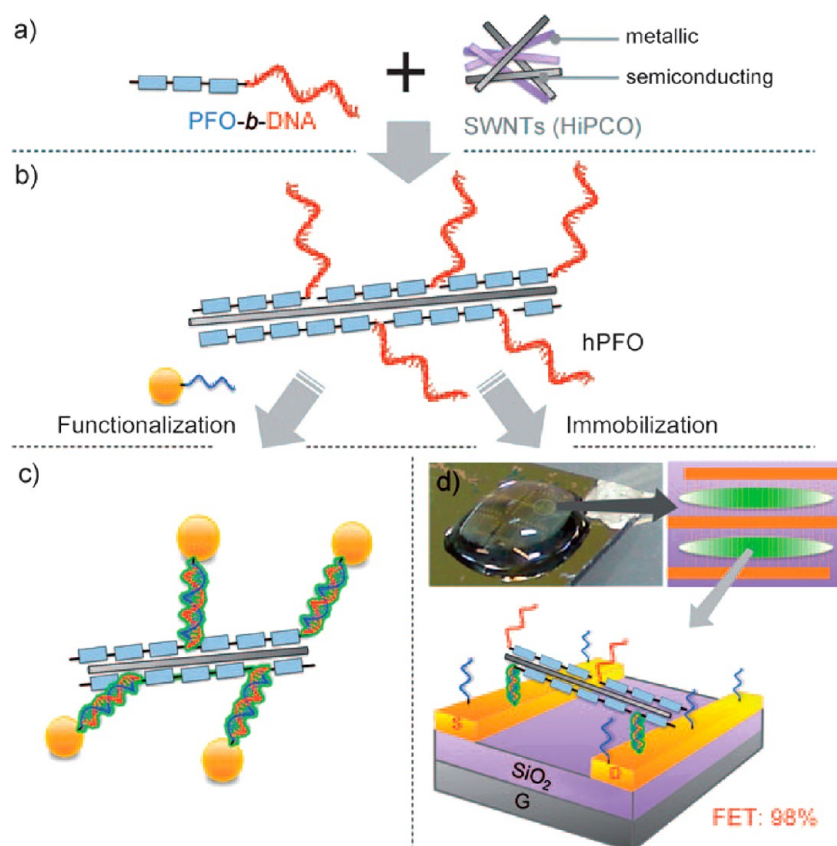 a)
metallic
semiconducting
PFO-b-DNA
SWNTs (HiPCO)
b)
hPFO
Functionalization
Immobilization
c)
d)
S
D
SiO2
G
FET: 98%